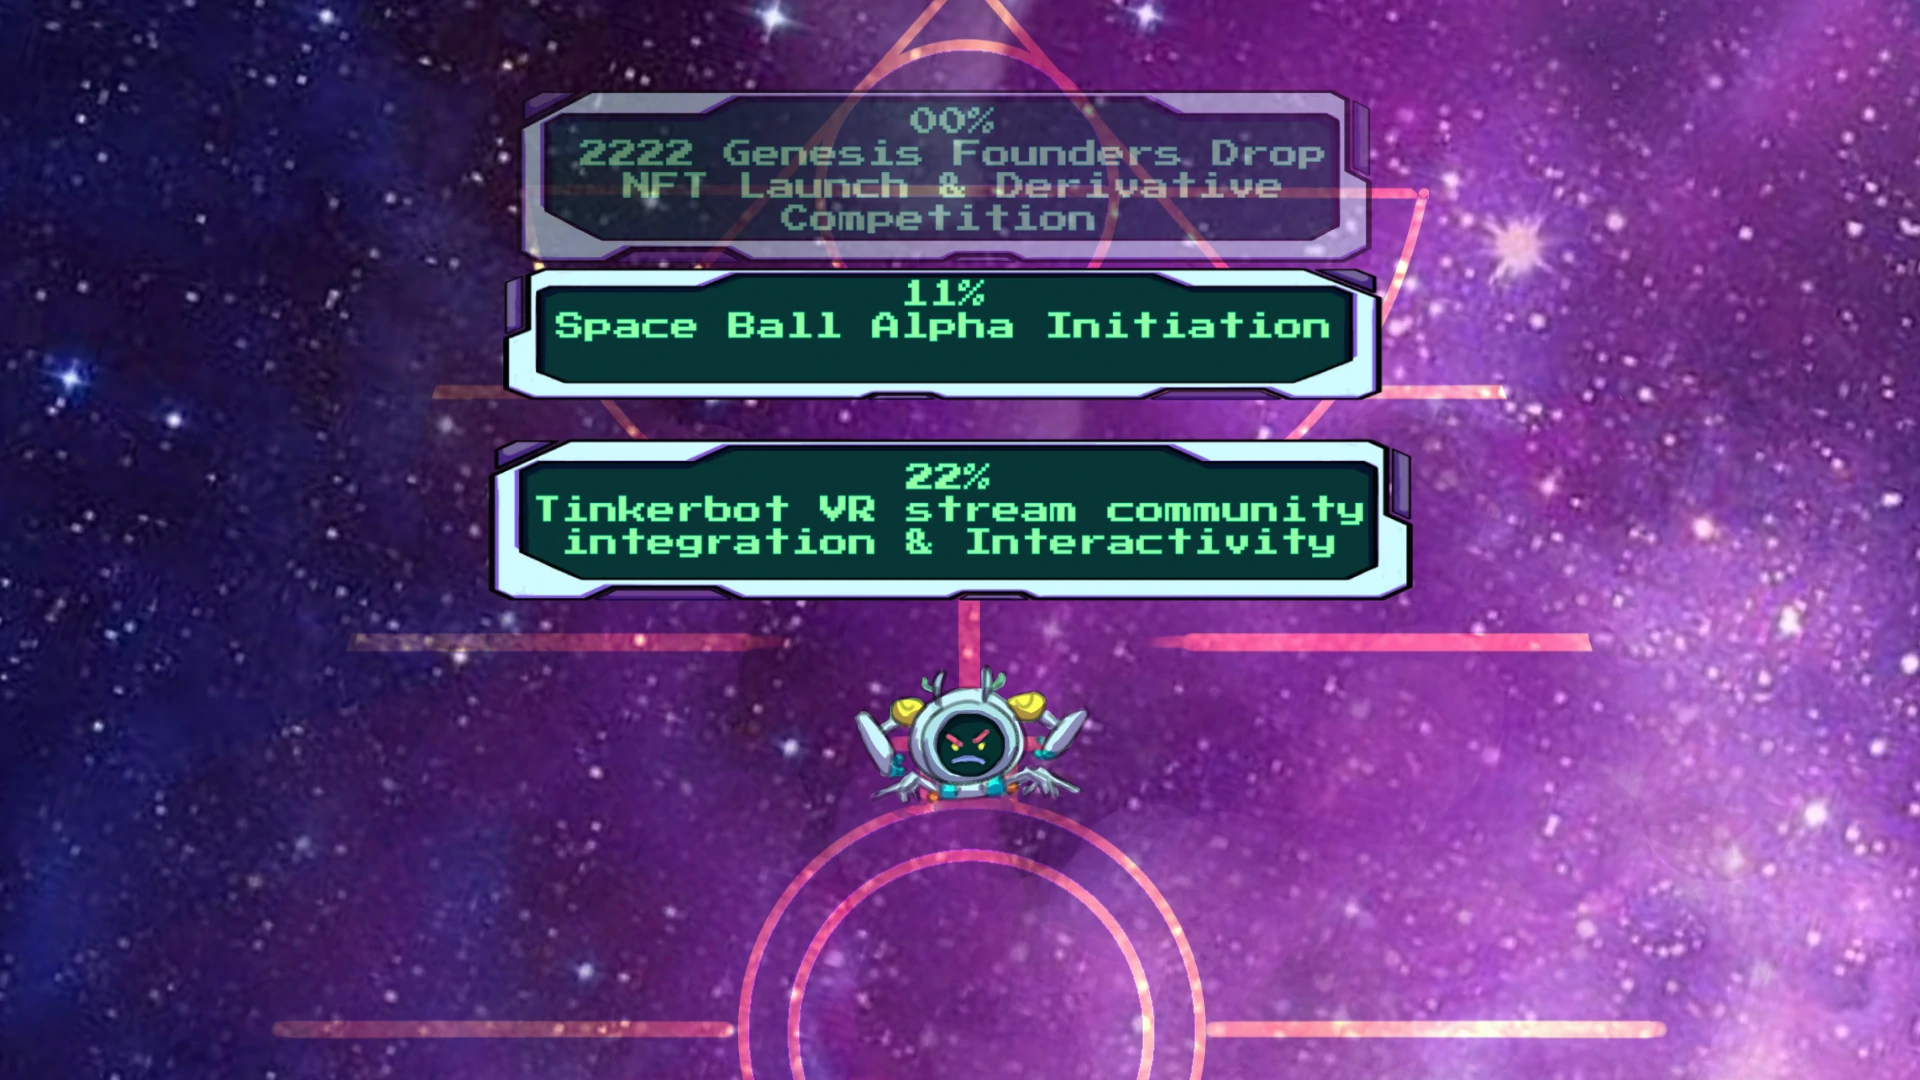 00%
2222 Genesis Founders Drop
NFT Launch & Derivative
Competition
11%
Space Ball Alpha Initiation
22%
Tinkerbot VR stream community
integration & Interactivity